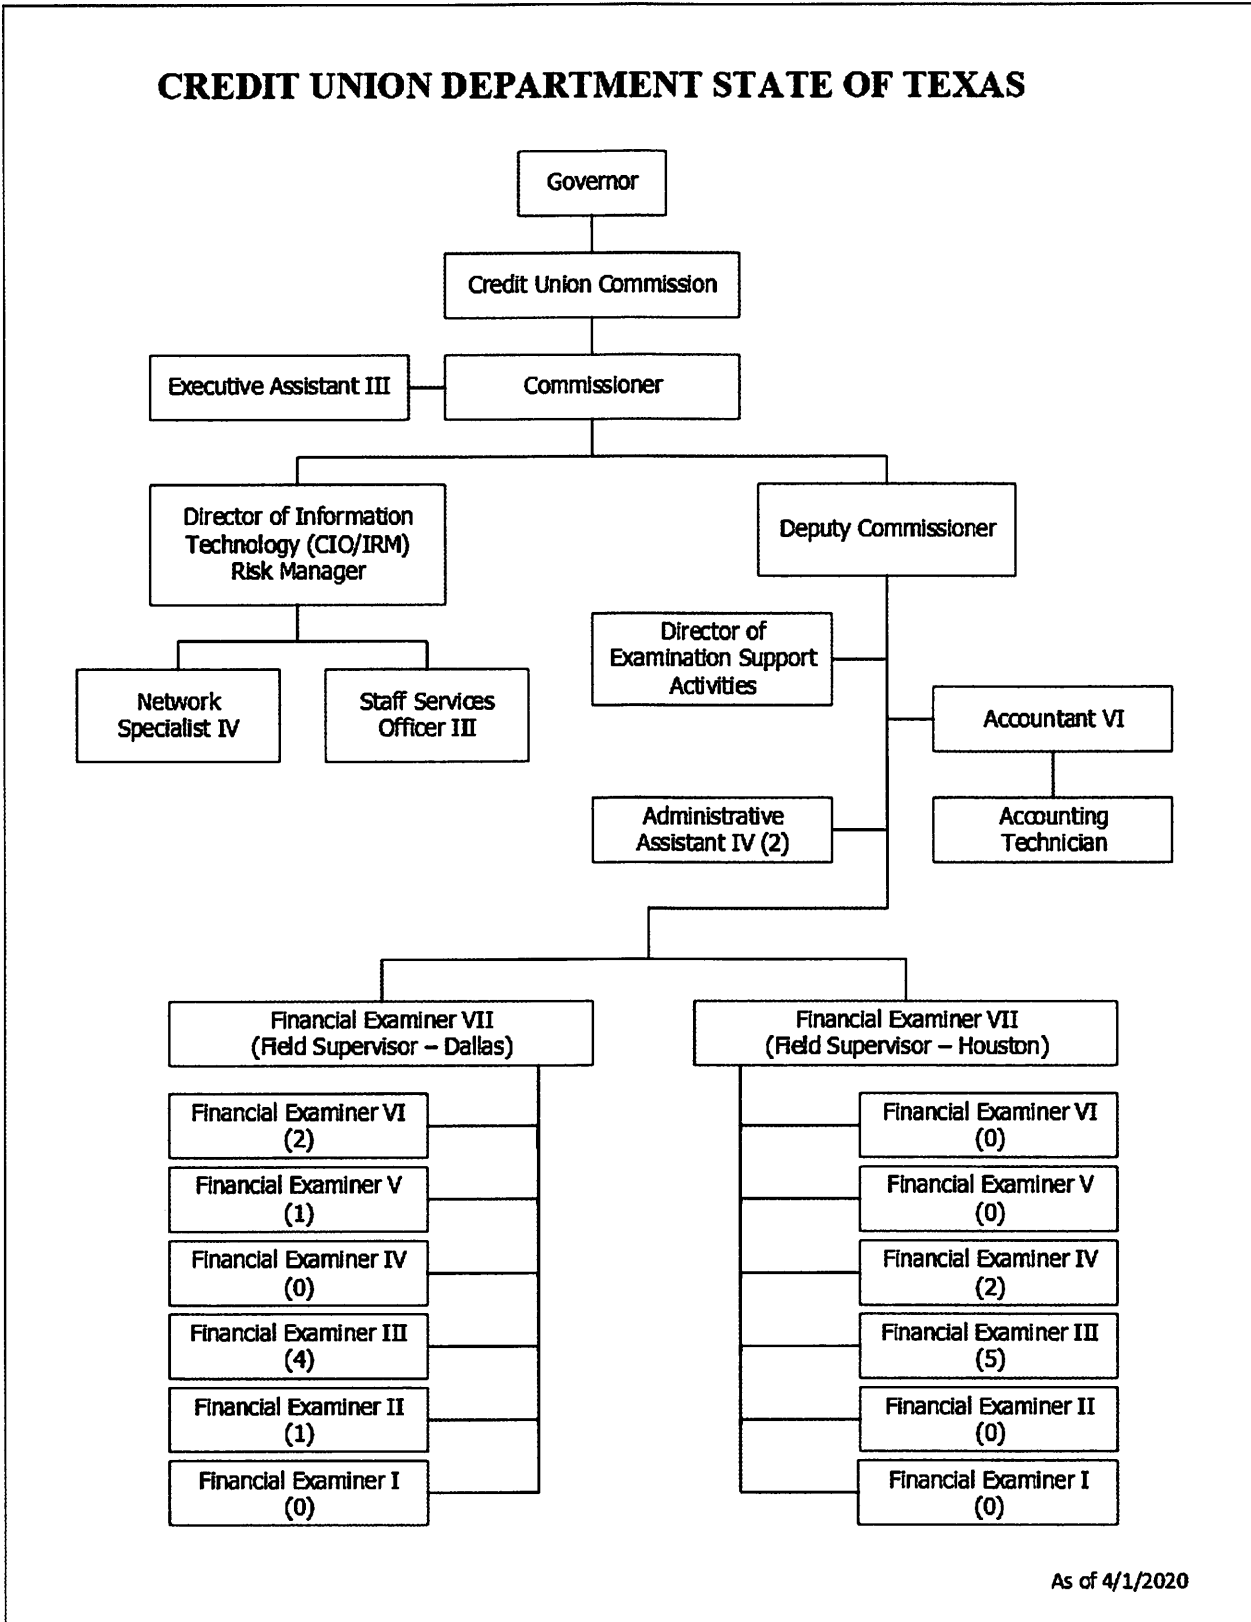 CREDIT UNION DEPARTMENT STATE OF TEXAS
Governor
Credit Union Commission
Executive Assistant III
Commissioner
Director of Information
Technology (CIO/IRM)
Risk Manager
Deputy Commissioner
Network
Specialist IV
Staff Services
Officer III
Director of
Examination Support
Activities
Accountant VI
Administrative
Assistant IV (2)
Accounting
Technician
Financial Examiner VII
(Field Supervisor – Dallas)
Financial Examiner VI
(2)
Financial Examiner V
(1)
Financial Examiner IV
(0)
Financial Examiner III
(4)
Financial Examiner II
(1)
Financial Examiner I
(0)
Financial Examiner VII
(Field Supervisor – Houston)
Financial Examiner VI
(0)
Financial Examiner V
(0)
Financial Examiner IV
(2)
Financial Examiner III
(5)
Financial Examiner II
(0)
Financial Examiner I
(0)
As of 4/1/2020